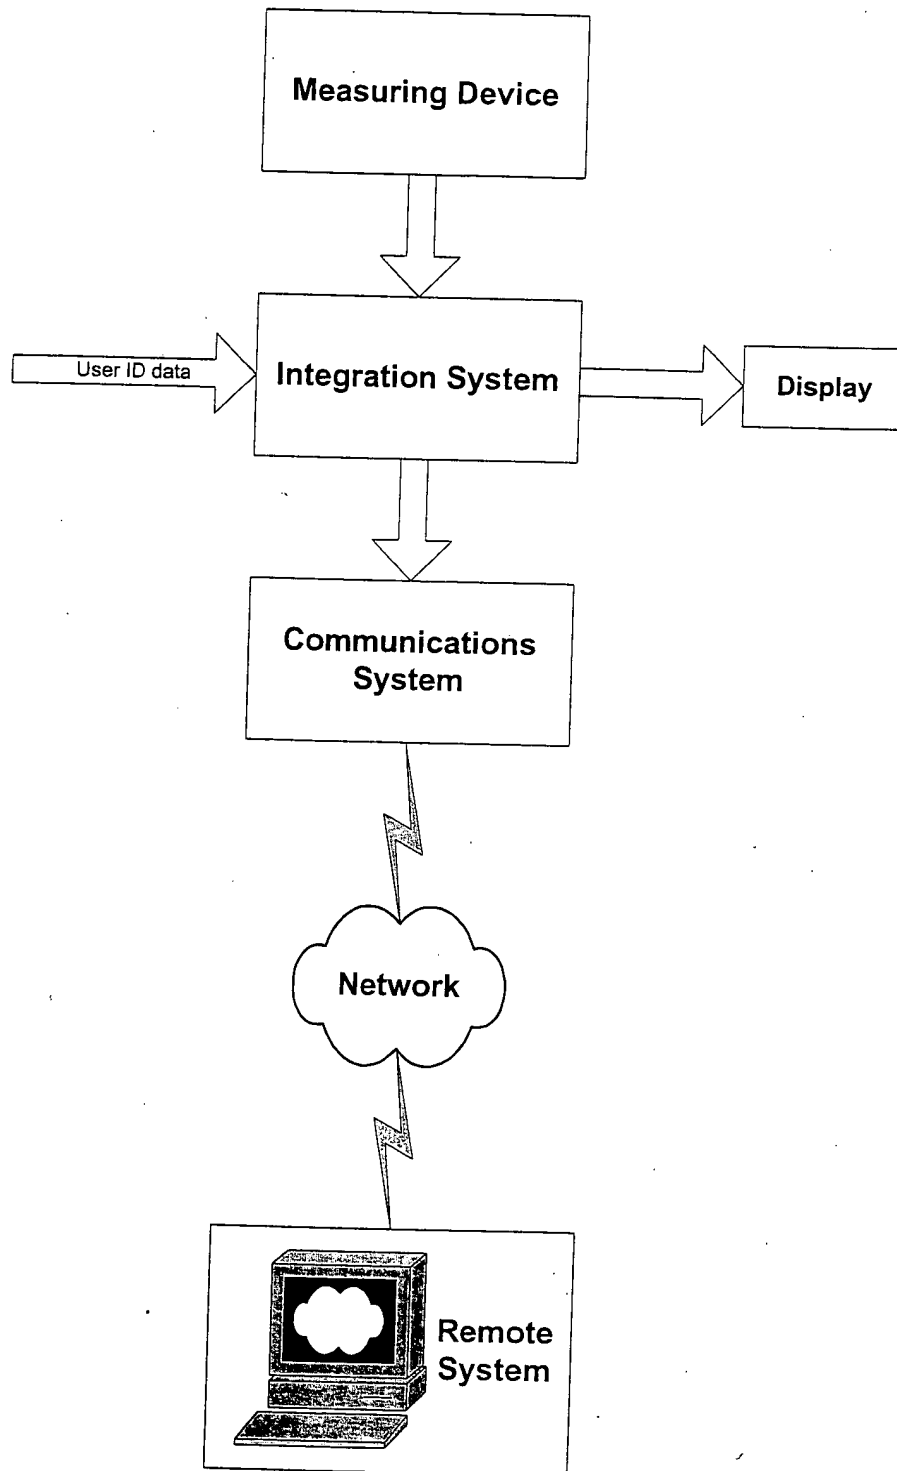 Measuring Device
User ID data
Integration System
Display
Communications
System
Network
Remote
System